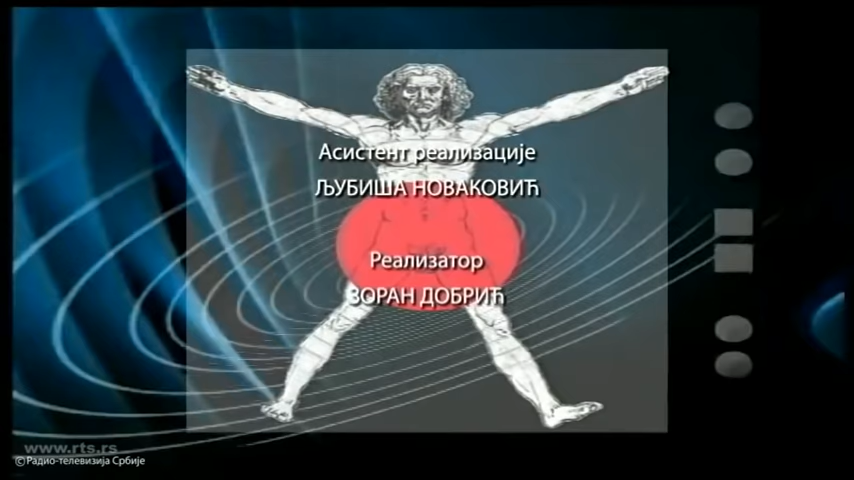 Асистент реализације
ЉУБИША НОВАКОВИЋ
Реализатор
ЗОРАН ДОБРИЋ
www.rts.rs
©Радио-телевизија Србије